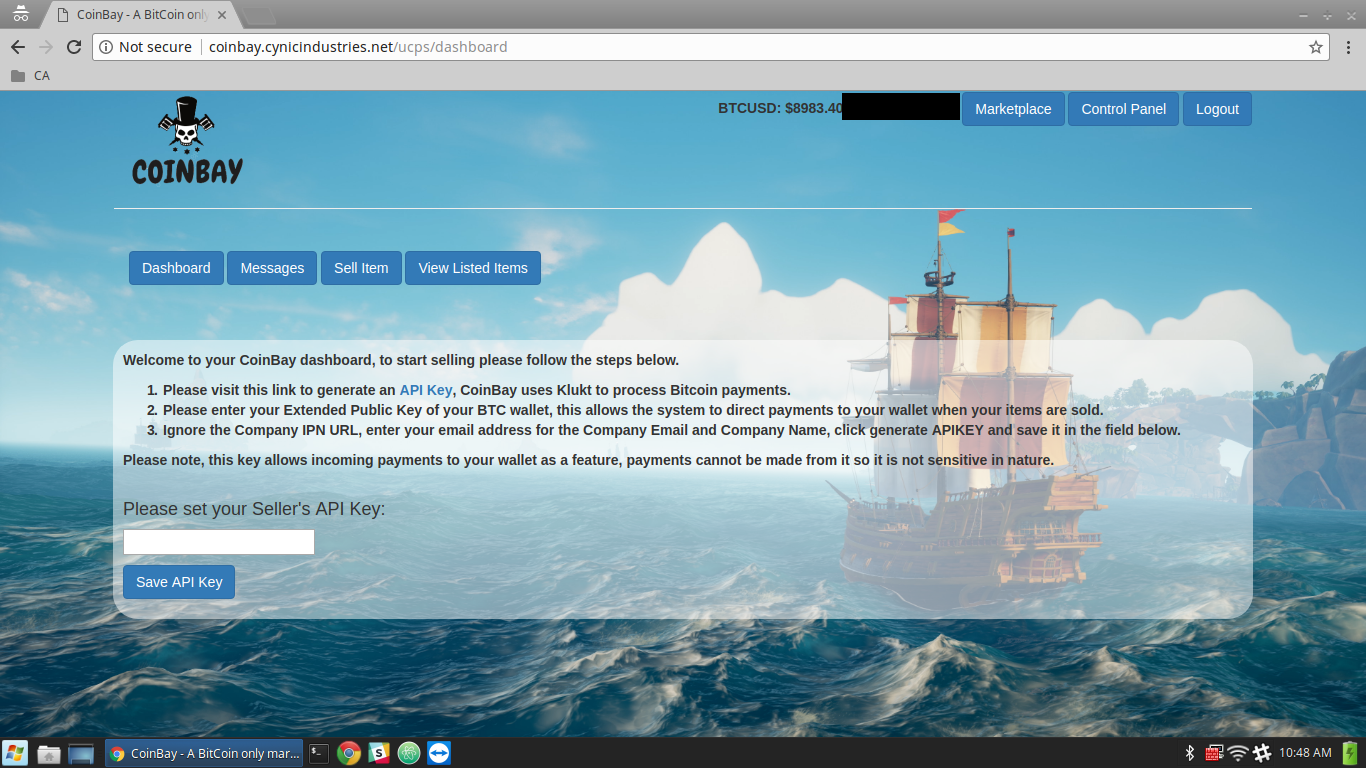 CoinBay - A BitCoin only
Not secure
coinbay.cynicindustries.net/ucps/dashboard
CA
COINBAY
BTCUSD: $8983.40
Marketplace
Control Panel
Logout
Dashboard
Messages
Sell Item
View Listed Items
Welcome to your CoinBay dashboard, to start selling please follow the steps below.
1. Please visit this link to generate an API Key, CoinBay uses Klukt to process Bitcoin payments.
2. Please enter your Extended Public Key of your BTC wallet, this allows the system to direct payments to your wallet when your items are sold.
3. Ignore the Company IPN URL, enter your email address for the Company Email and Company Name, click generate APIKEY and save it in the field below.
Please note, this key allows incoming payments to your wallet as a feature, payments cannot be made from it so it is not sensitive in nature.
Please set your Seller's API Key:
Save API Key
CoinBay - A BitCoin only mar...
10:48 AM